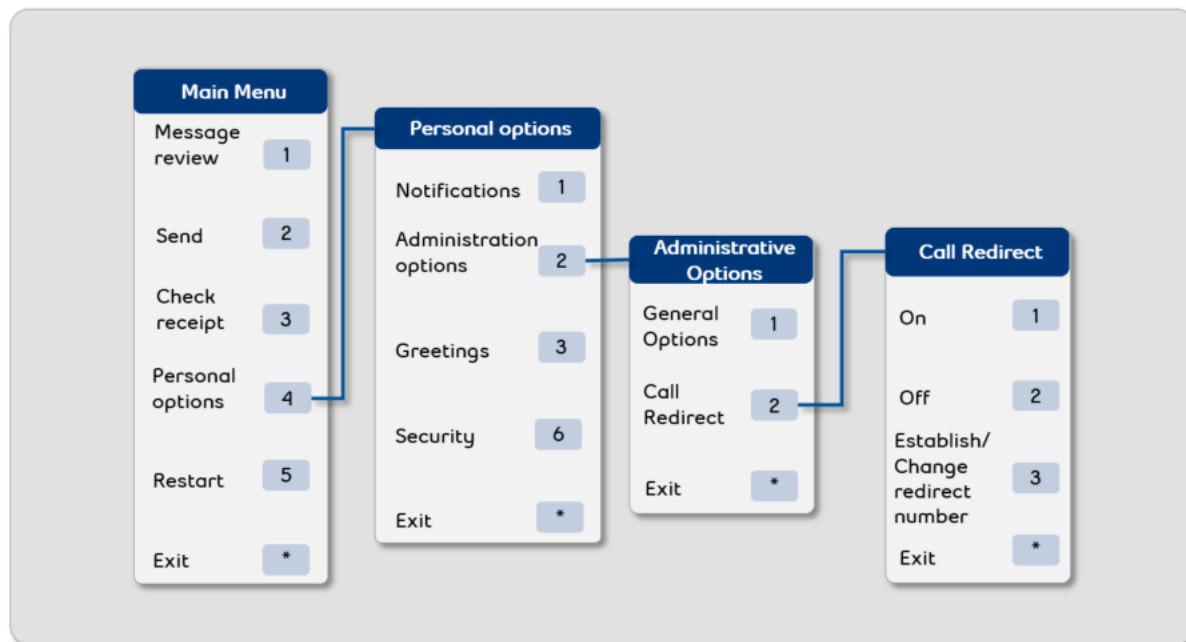 Main Menu
Message
review
1
Send
2
Check
receipt
3
Personal
options
4
Restart
5
Exit
*
Personal options
Notifications
1
Administration
options
2
Greetings
3
Security
6
Exit
*
Administrative
Options
General
Options
1
Call
Redirect
2
Exit
*
Call Redirect
On
1
Off
2
Establish/
Change
redirect
number
3
Exit
*